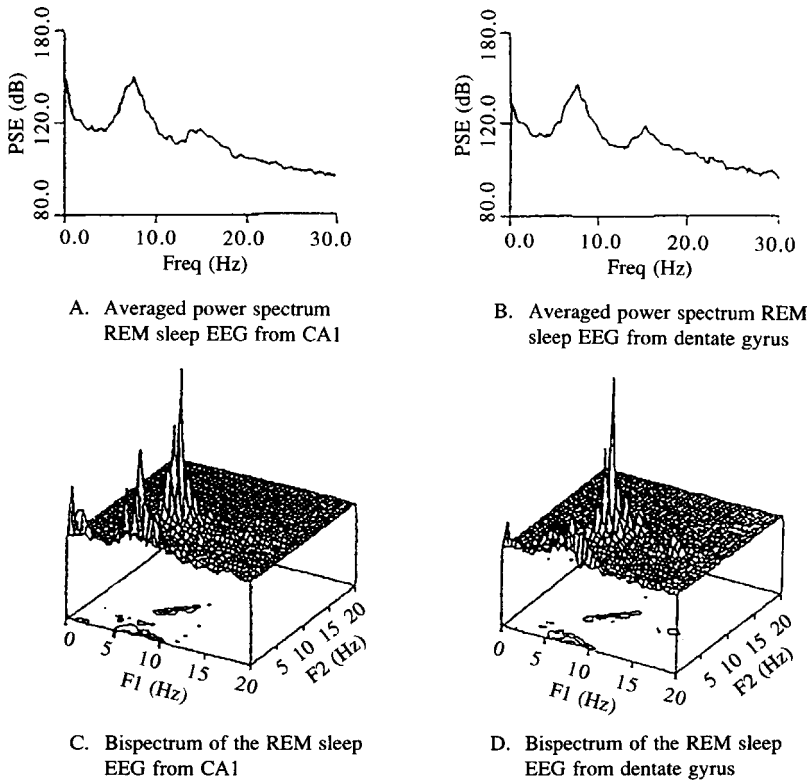 180.0
120.0
80.0
PSE (dB)
0.0 10.0 20.0 30.0
Freq (Hz)
A. Averaged power spectrum
REM sleep EEG from CA1
180.0
120.0
80.0
PSE (dB)
0.0 10.0 20.0 30.0
Freq (Hz)
B. Averaged power spectrum REM
sleep EEG from dentate gyrus
0 5 10 15 20
F1 (Hz)
5 10 15 20
F2 (Hz)
C. Bispectrum of the REM sleep
EEG from CA1
0 5 10 15 20
F1 (Hz)
5 10 15 20
F2 (Hz)
D. Bispectrum of the REM sleep
EEG from dentate gyrus